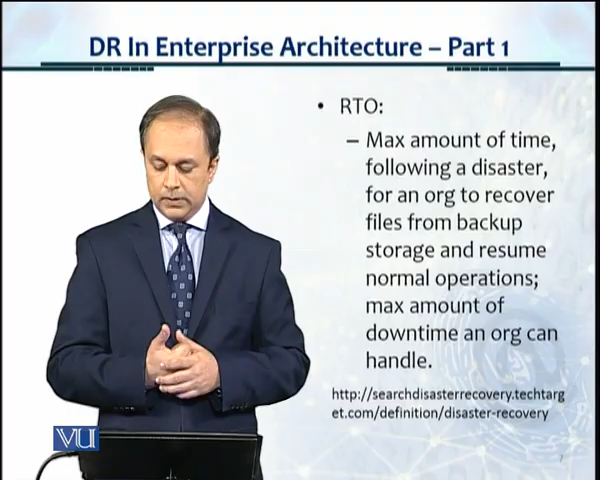 DR In Enterprise Architecture – Part 1
• RTO:
– Max amount of time,
following a disaster,
for an org to recover
files from backup
storage and resume
normal operations;
max amount of
downtime an org can
handle.
http://searchdisasterrecovery.techtarg
et.com/definition/disaster-recovery
VU